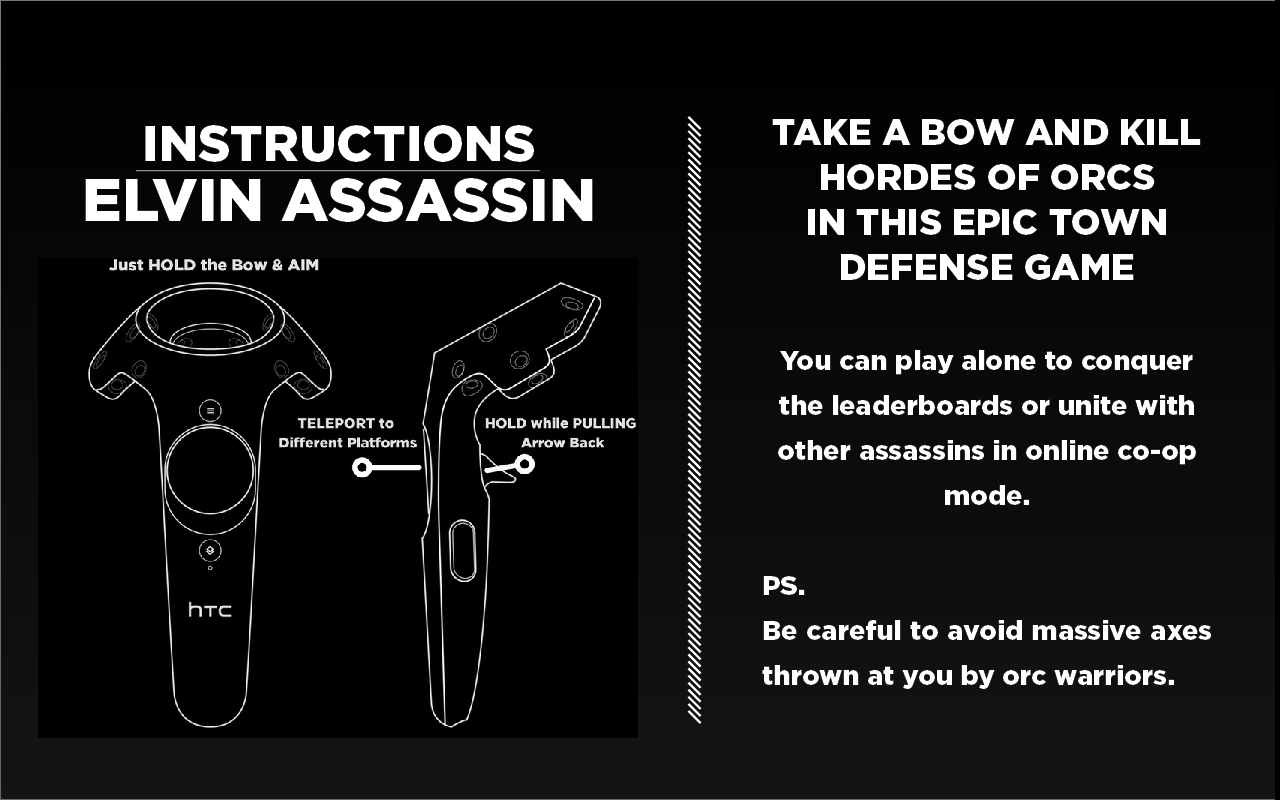 INSTRUCTIONS
ELVIN ASSASSIN
Just HOLD the Bow & AIM
TELEPORT to
Different Platforms
HOLD while PULLING
Arrow Back
hTC
TAKE A BOW AND KILL
HORDES OF ORCS
IN THIS EPIC TOWN
DEFENSE GAME
You can play alone to conquer
the leaderboards or unite with
other assassins in online co-op
mode.
PS.
Be careful to avoid massive axes
thrown at you by orc warriors.